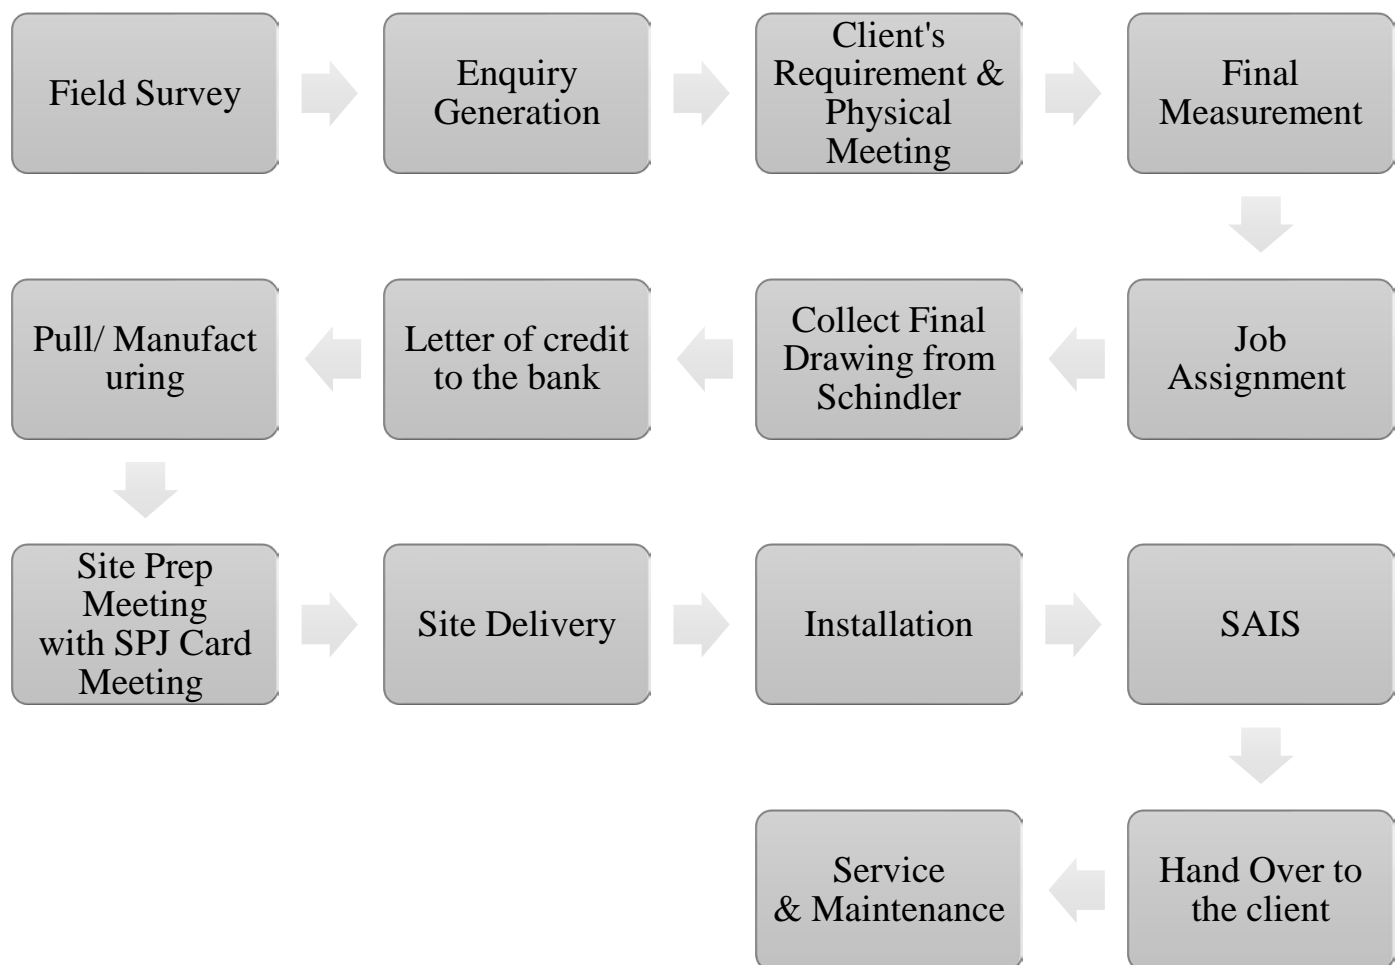 Field Survey
Enquiry
Generation
Client's
Requirement &
Physical
Meeting
Final
Measurement
Job
Assignment
Collect Final
Drawing from
Schindler
Letter of credit
to the bank
Pull/ Manufact
uring
Site Prep
Meeting
with SPJ Card
Meeting
Site Delivery
Installation
SAIS
Hand Over to
the client
Service
& Maintenance